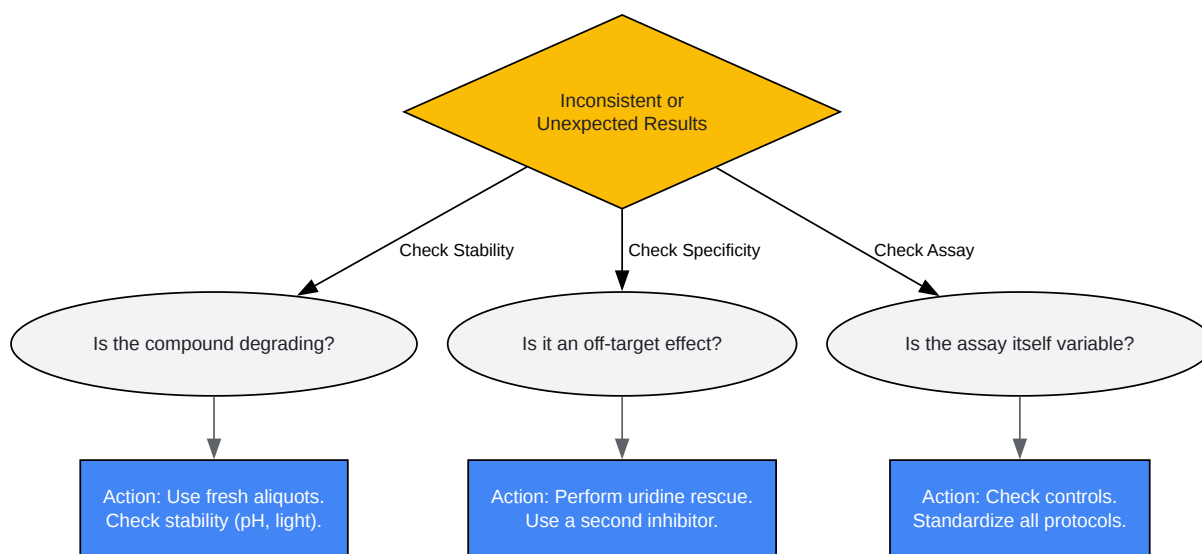 Inconsistent or
Unexpected Results
Check Stability
Check Specificity
Check Assay
Is the compound degrading?
Is it an off-target effect?
Is the assay itself variable?
Action: Use fresh aliquots.
Check stability (pH, light).
Action: Perform uridine rescue.
Use a second inhibitor.
Action: Check controls.
Standardize all protocols.